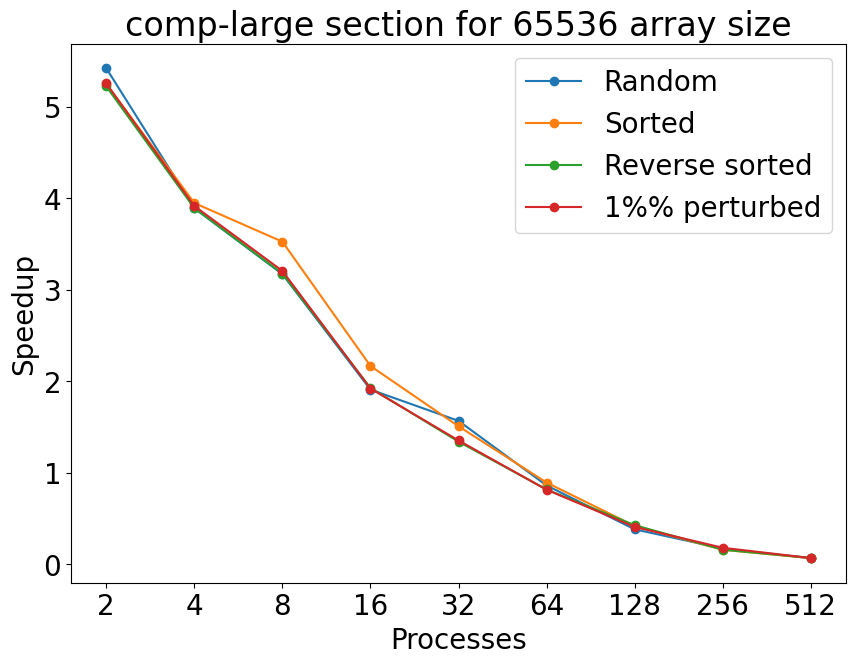 comp-large section for 65536 array size
Random
Sorted
Reverse sorted
1%% perturbed
Speedup
5
4
3
2
1
0
2 4 8 16 32 64 128 256 512
Processes